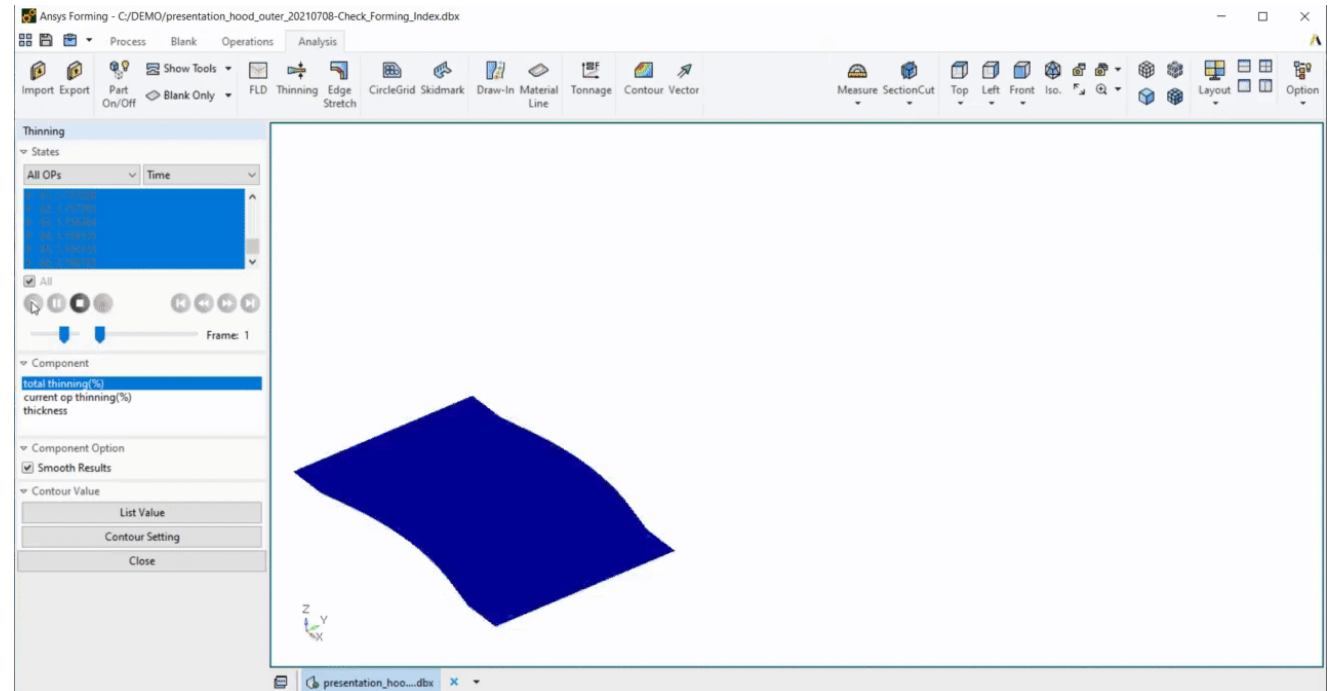 Ansys Forming - C:/DEMO/presentation_hood_outer_20210708-Check_Forming_Index.dbx
Process Blank Operations Analysis
Show Tools
Blank Only
Import Export Part On/Off FLD Thinning Edge Stretch CircleGrid Skidmark Draw-In Material Line Tonnage Contour Vector Measure SectionCut Top Left Front Iso. Layout Option
Thinning
States
All OPs Time
All
Frame: 1
Component
total thinning(%)
current op thinning(%)
thickness
Component Option
Smooth Results
Contour Value
List Value
Contour Setting
Close
Z
Y
X
presentation_hoo....dbx